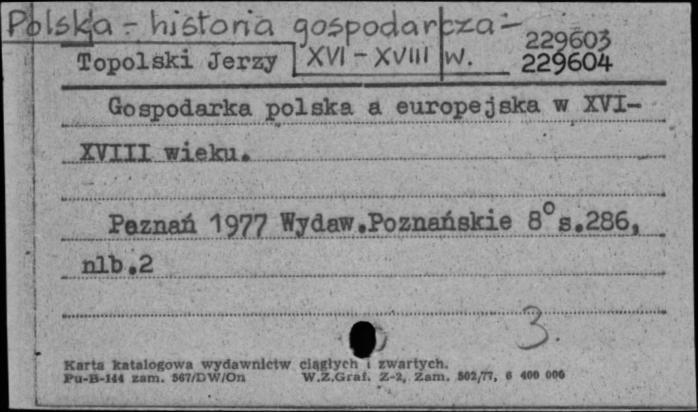 Polska - historia gospodarcza -
229603
Topolski Jerzy XVI - XVIII w. 229604
Gospodarka polska a europejska w XVI-
XVIII wieku.
Poznań 1977 Wydaw.Poznańskie 8° s.286,
nlb.2
3.
Karta katalogowa wydawnictw ciągłych i zwartych.
Pu-B-144 zam. 567/DW/On W.Z.Graf. Z-2, Zam. 502/77, 6 400 000